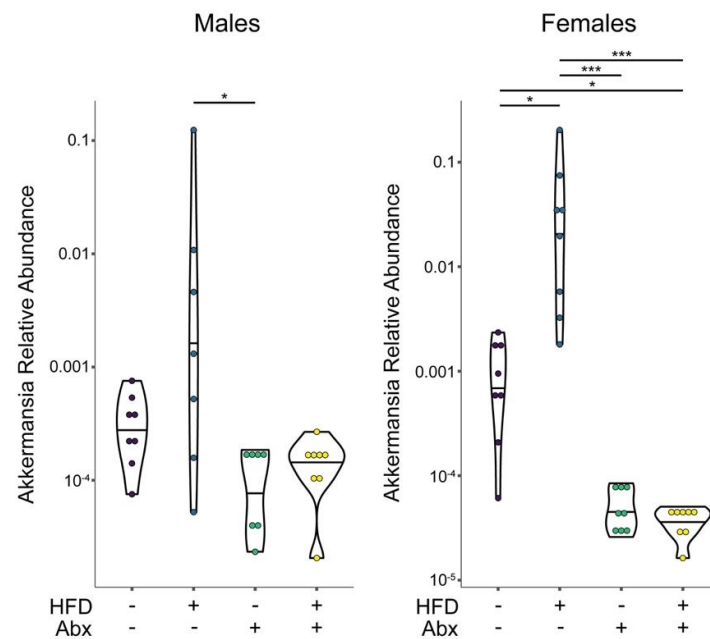 Males
Females
*
***
***
*
*
Akkermansia Relative Abundance
0.1
0.01
0.001
10-4
Akkermansia Relative Abundance
0.1
0.01
0.001
10-4
10-5
HFD - + - +
Abx - - + +
HFD - + - +
Abx - - + +